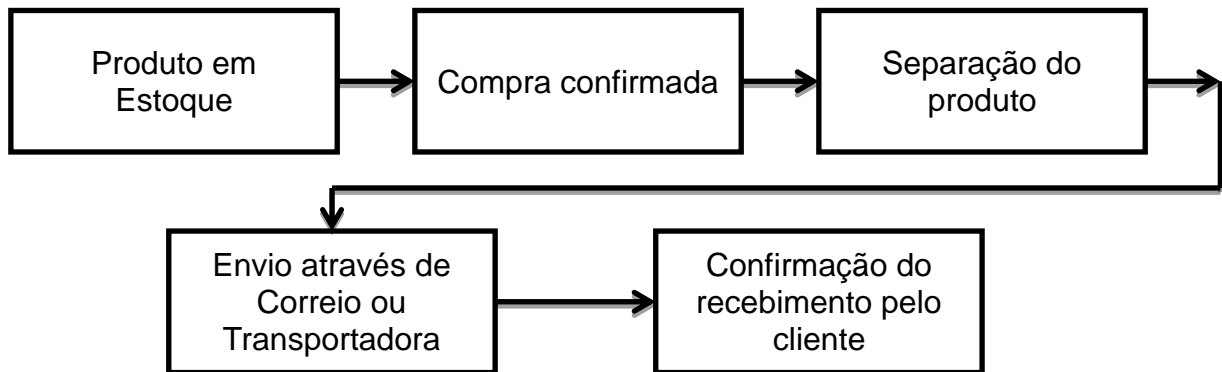 Produto em
Estoque
Compra confirmada
Separação do
produto
Envio através de
Correio ou
Transportadora
Confirmação do
recebimento pelo
cliente